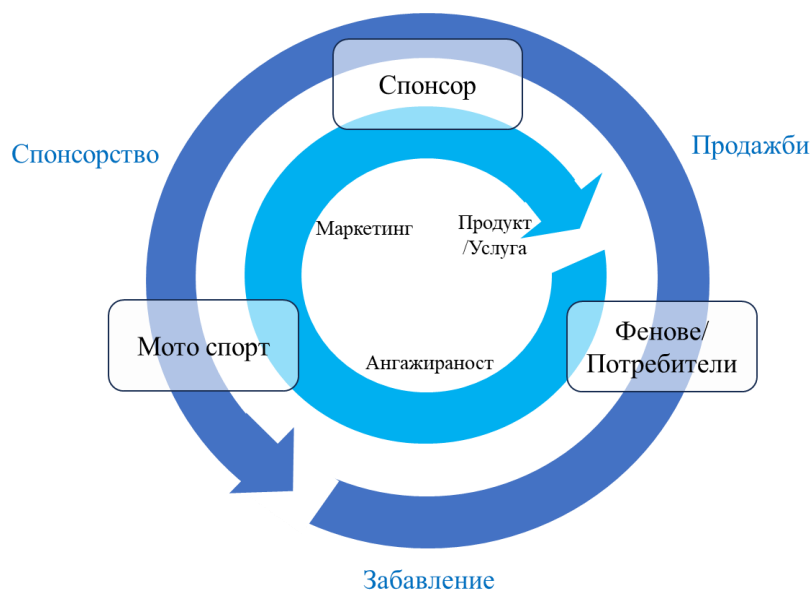 Спонсор
Спонсорство
Продажби
Маркетинг
Продукт
/Услуга
Мото спорт
Фенове/
Потребители
Ангажираност
Забавление